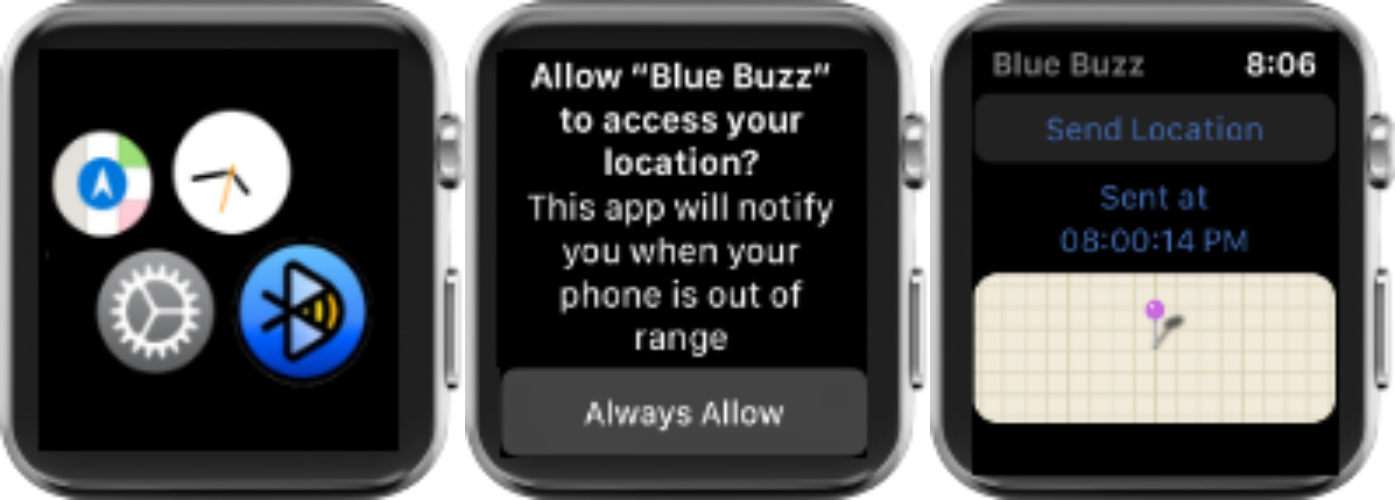 Allow “Blue Buzz”
to access your
location?
This app will notify
you when your
phone is out of
range
Always Allow
Blue Buzz 8:06
Send Location
Sent at
08:00:14 PM